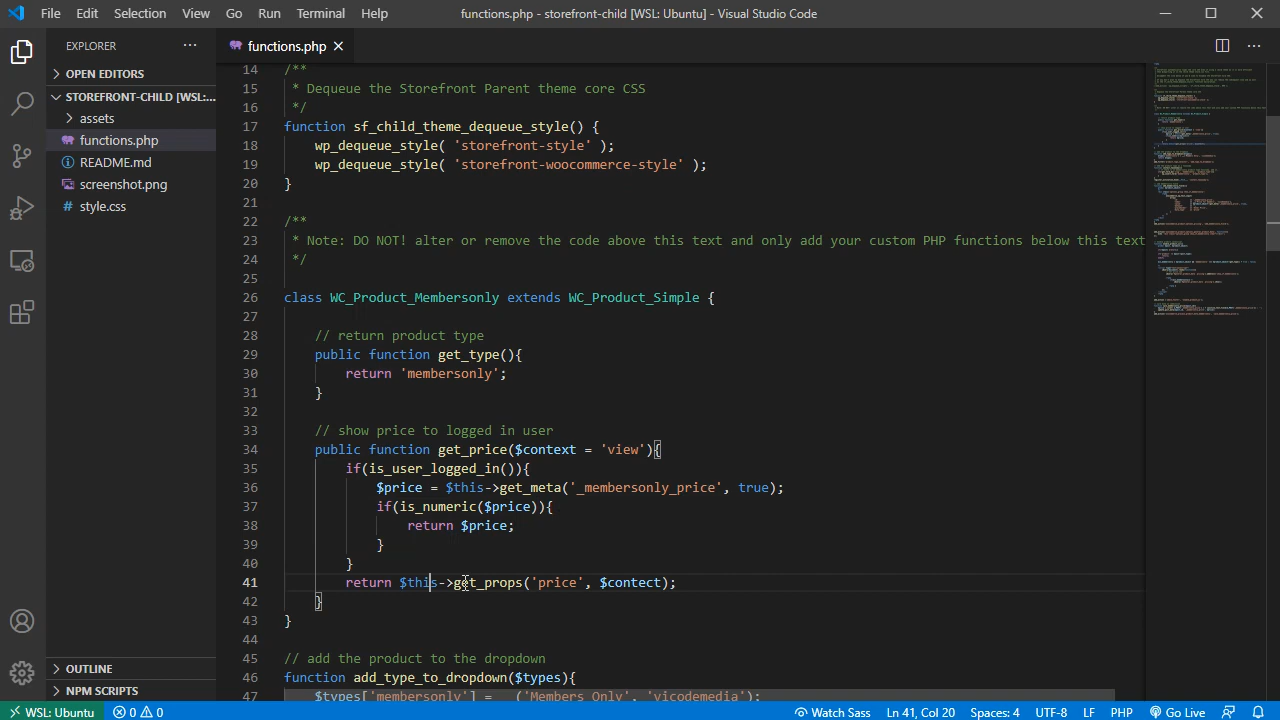 File Edit Selection View Go Run Terminal Help functions.php - storefront-child [WSL: Ubuntu] - Visual Studio Code
EXPLORER ···
OPEN EDITORS
STOREFRONT-CHILD [WSL:...
assets
functions.php
README.md
screenshot.png
# style.css
OUTLINE
NPM SCRIPTS
functions.php
14 /**
15 * Dequeue the Storefront Parent theme core CSS
16 */
17 function sf_child_theme_dequeue_style() {
18 wp_dequeue_style( 'storefront-style' );
19 wp_dequeue_style( 'storefront-woocommerce-style' );
20 }
21
22 /**
23 * Note: DO NOT! alter or remove the code above this text and only add your custom PHP functions below this text
24 */
25
26 class WC_Product_Membersonly extends WC_Product_Simple {
27
28 // return product type
29 public function get_type(){
30 return 'membersonly';
31 }
32
33 // show price to logged in user
34 public function get_price($context = 'view'){
35 if(is_user_logged_in()){
36 $price = $this->get_meta('_membersonly_price', true);
37 if(is_numeric($price)){
38 return $price;
39 }
40 }
41 return $this->get_props('price', $contect);
42 }
43 }
44
45 // add the product to the dropdown
46 function add_type_to_dropdown($types){
47 $types['membersonly'] = __('Members Only', 'vicodemedia');
WSL: Ubuntu 0 0 Watch Sass Ln 41, Col 20 Spaces: 4 UTF-8 LF PHP Go Live